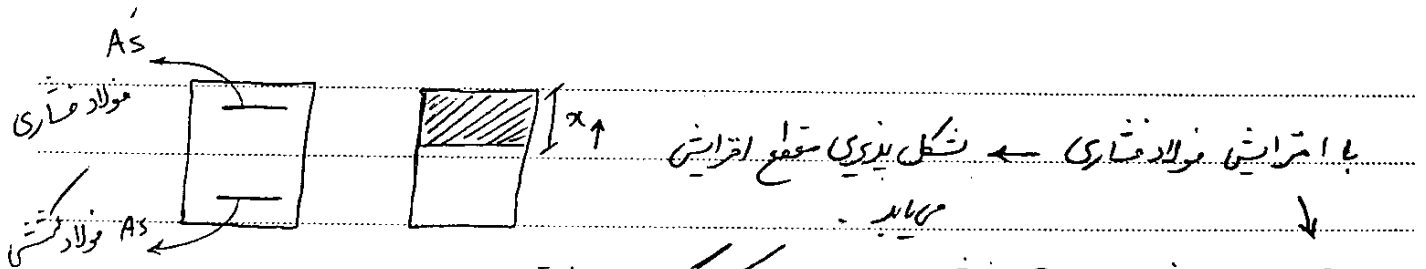 A's
فولاد فشاری
x↑
با افزایش فولاد فشاری ← شکل پذیری مقطع افزایش
می یابد .
As فولاد کششی